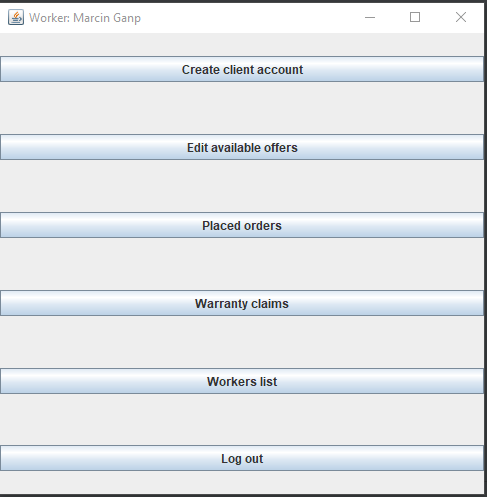 Worker: Marcin Ganp
Create client account
Edit available offers
Placed orders
Warranty claims
Workers list
Log out